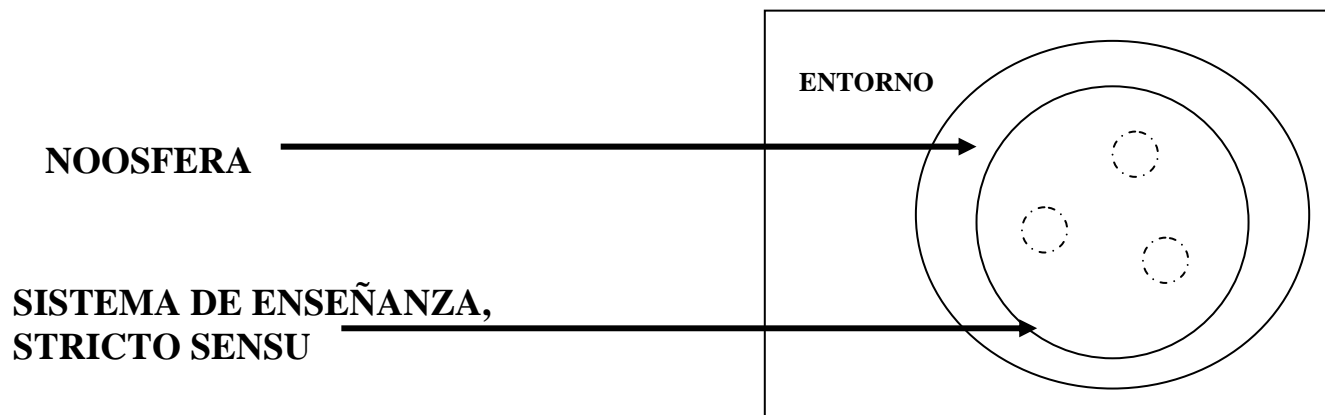 ENTORNO
NOOSFERA
SISTEMA DE ENSEÑANZA,
STRICTO SENSU